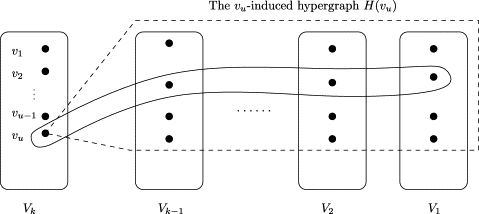 The v_u-induced hypergraph H(v_u)
v_1
v_2
⋮
v_{u−1}
v_u
......
V_k
V_{k−1}
V_2
V_1